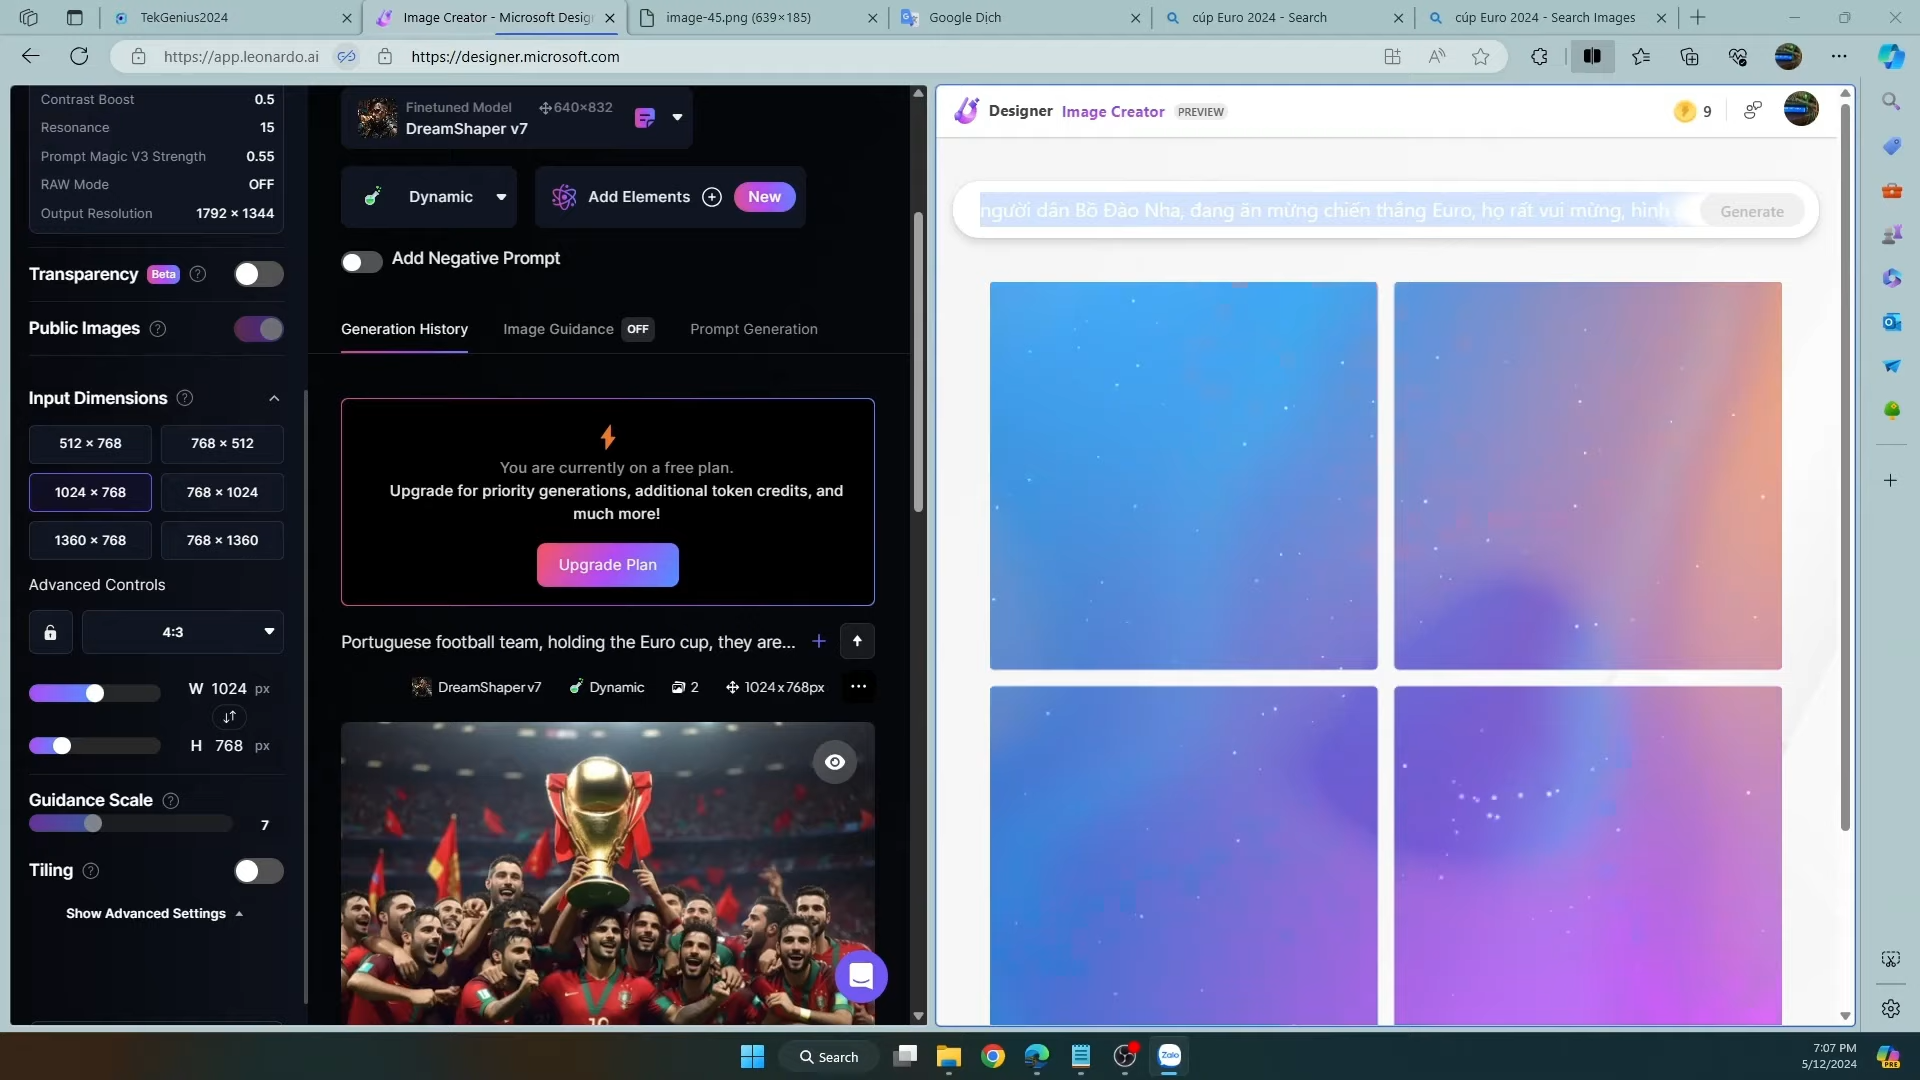 TekGenius2024
Image Creator - Microsoft Desig
image-45.png (639×185)
Google Dịch
cúp Euro 2024 - Search
cúp Euro 2024 - Search Images
https://app.leonardo.ai
https://designer.microsoft.com
Contrast Boost 0.5
Resonance 15
Prompt Magic V3 Strength 0.55
RAW Mode OFF
Output Resolution 1792 × 1344
Transparency Beta
Public Images
Input Dimensions
512 × 768 768 × 512
1024 × 768 768 × 1024
1360 × 768 768 × 1360
Advanced Controls
4:3
W 1024 px
H 768 px
Guidance Scale
7
Tiling
Show Advanced Settings
Finetuned Model 640×832
DreamShaper v7
Dynamic
Add Elements New
Add Negative Prompt
Generation History Image Guidance OFF Prompt Generation
You are currently on a free plan.
Upgrade for priority generations, additional token credits, and
much more!
Upgrade Plan
Portuguese football team, holding the Euro cup, they are...
DreamShaper v7 Dynamic 2 1024x768px
Designer Image Creator PREVIEW 9
người dân Bồ Đào Nha, đang ăn mừng chiến thắng Euro, họ rất vui mừng, hình
Generate
Search
Zalo
7:07 PM
5/12/2024
PRE